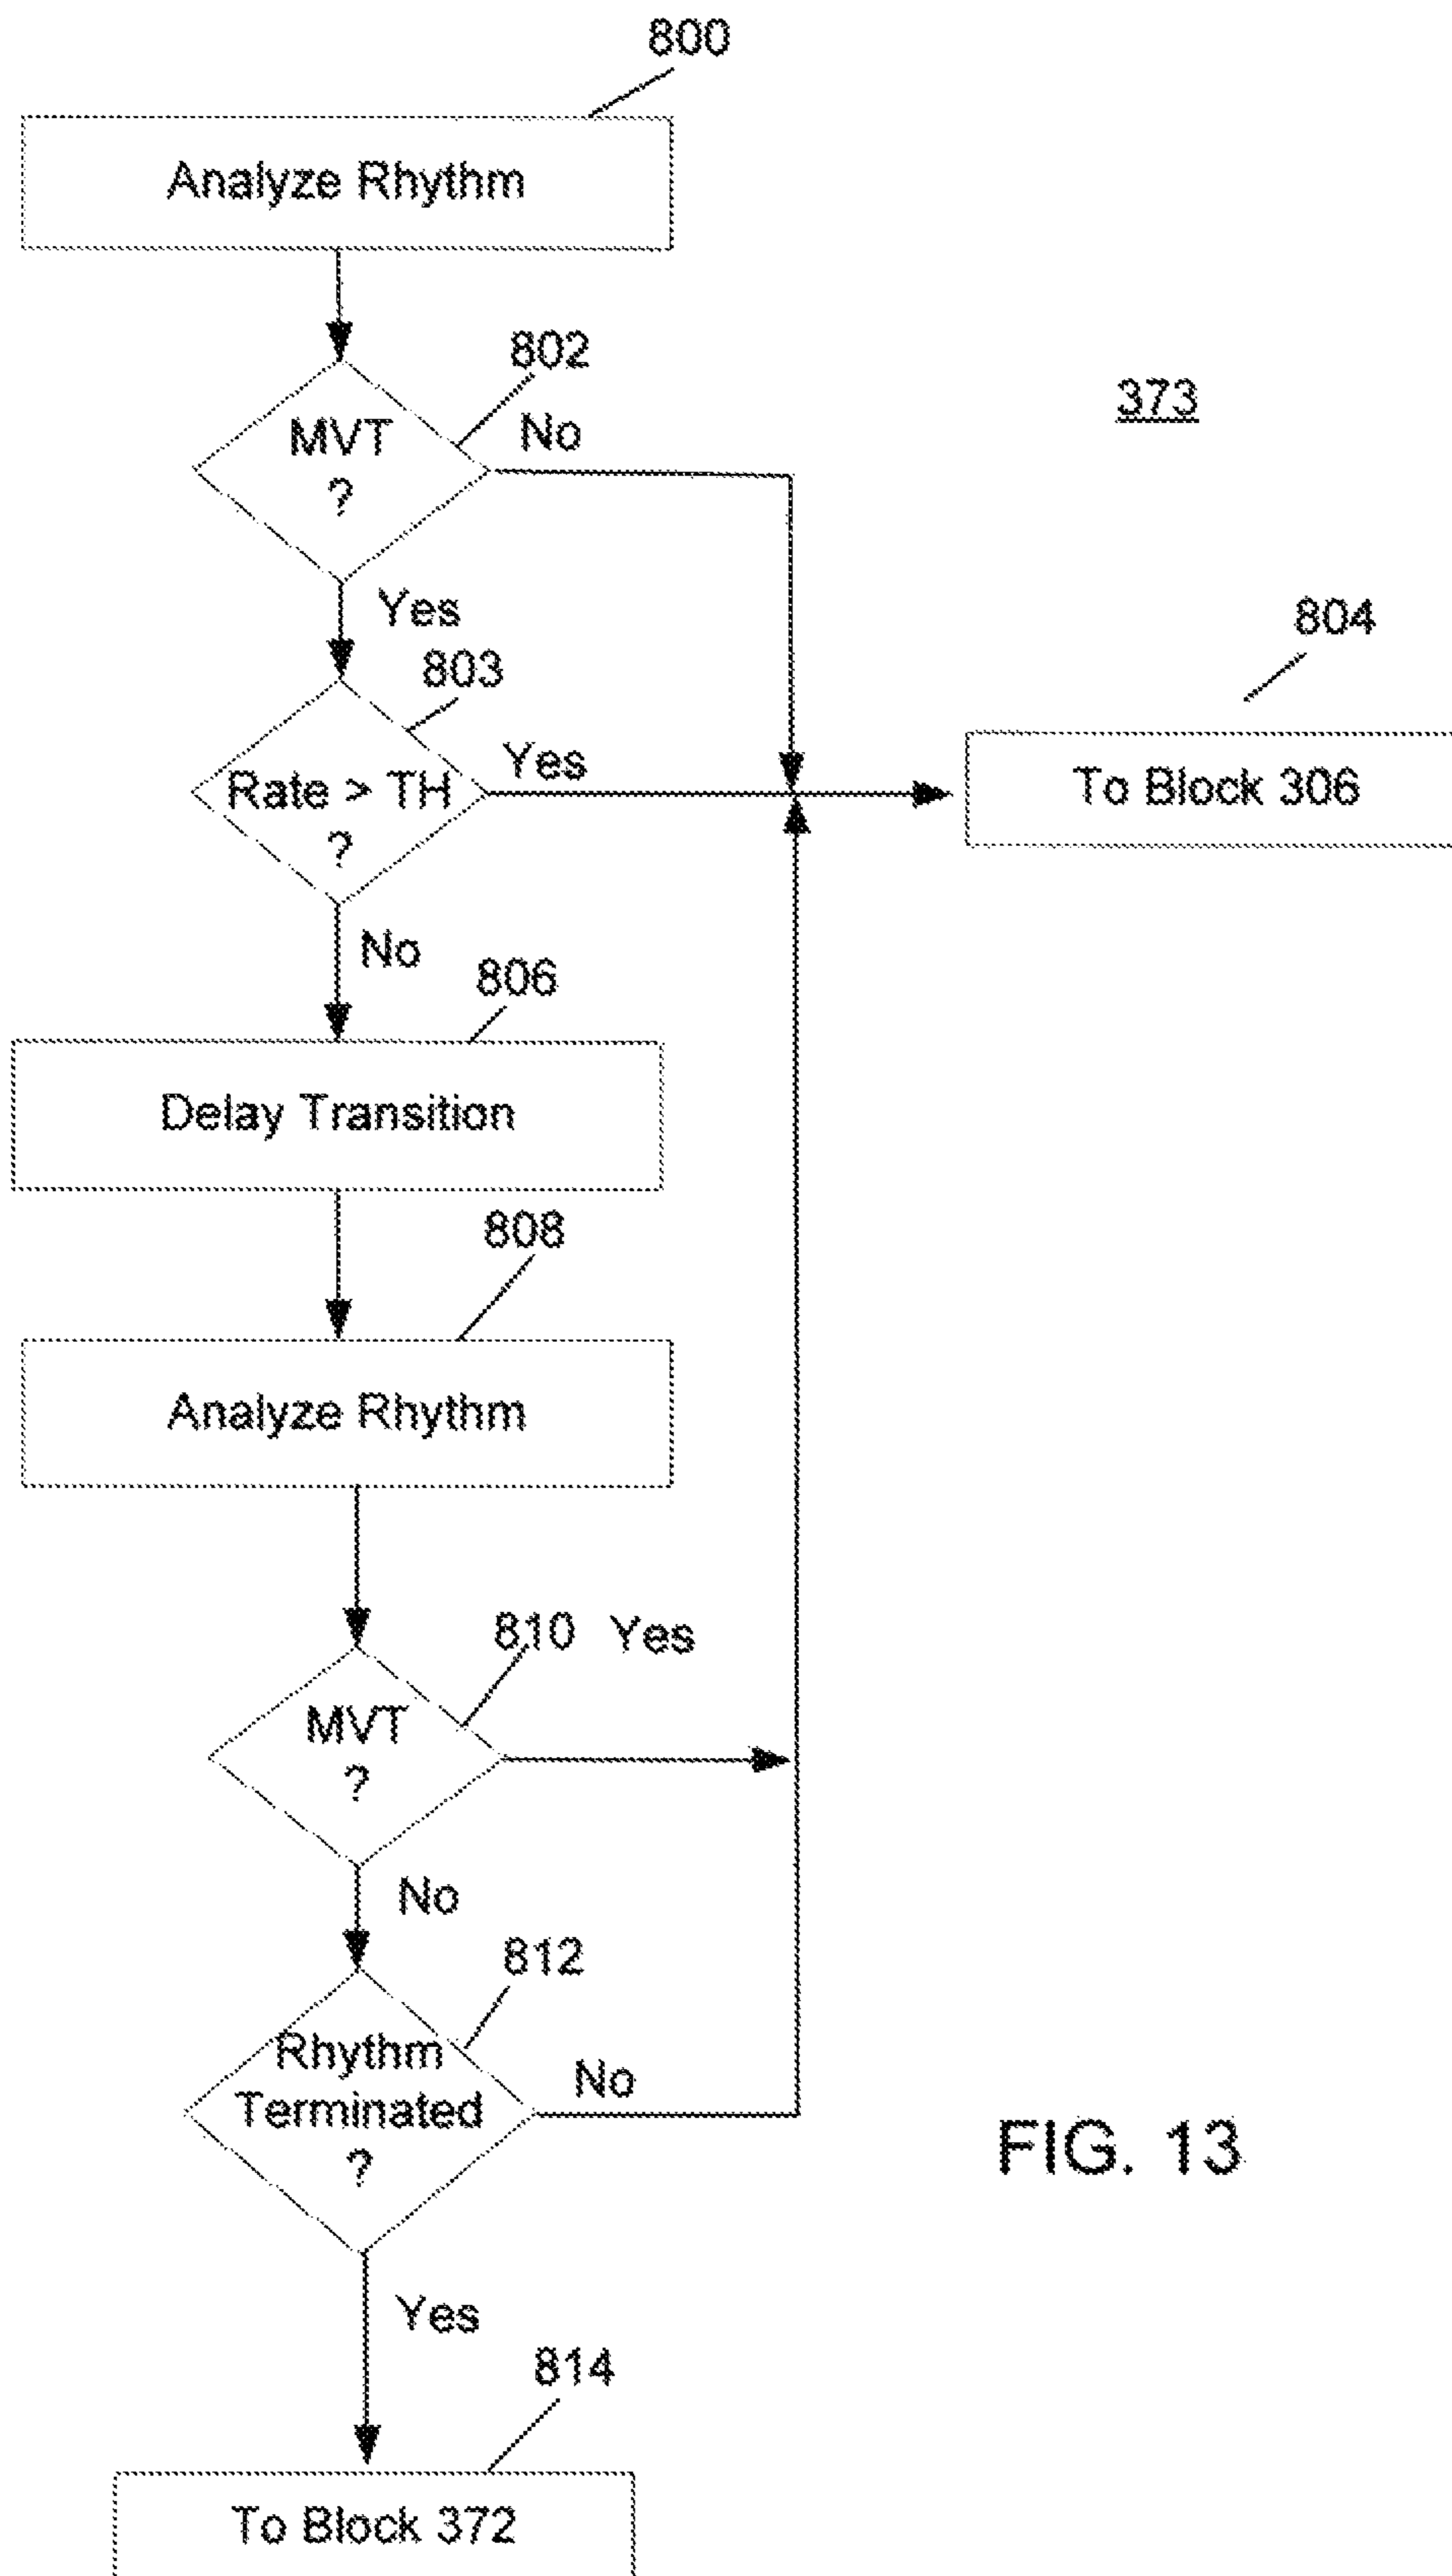 800
Analyze Rhythm
802
MVT
?
No
373
Yes
803
804
Rate > TH
?
Yes
To Block 306
No
806
Delay Transition
808
Analyze Rhythm
810
Yes
MVT
?
No
812
Rhythm
Terminated
?
No
FIG. 13
Yes
814
To Block 372